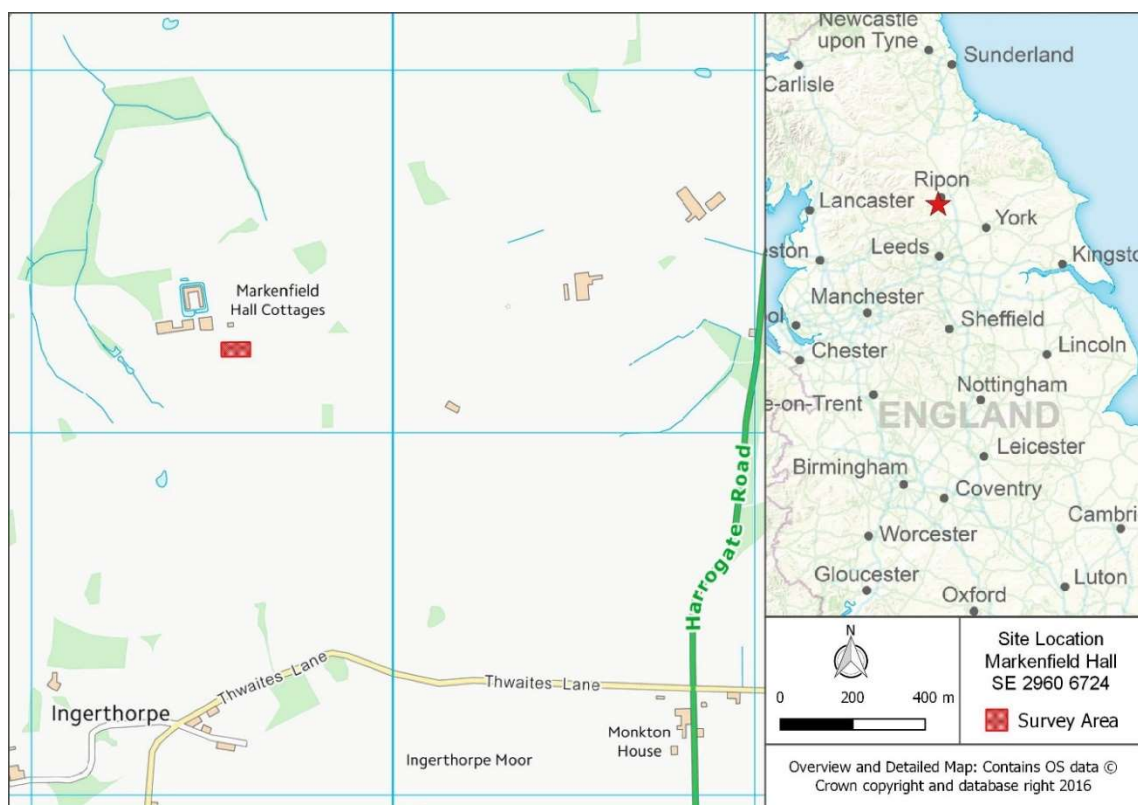 Markenfield
Hall Cottages
Harrogate Road
Thwaites Lane
Thwaites Lane
Ingerthorpe
Monkton
House
Ingerthorpe Moor
Newcastle
upon Tyne
Sunderland
Carlisle
Ripon
Lancaster
York
eston
Leeds
Kingsto
Manchester
ol
Sheffield
Chester
Lincoln
Nottingham
e-on-Trent
ENGLAND
Leicester
Birmingham
Coventry
Cambri
Worcester
Gloucester
Luton
Oxford
N
0 200 400 m
Site Location
Markenfield Hall
SE 2960 6724
Survey Area
Overview and Detailed Map: Contains OS data ©
Crown copyright and database right 2016